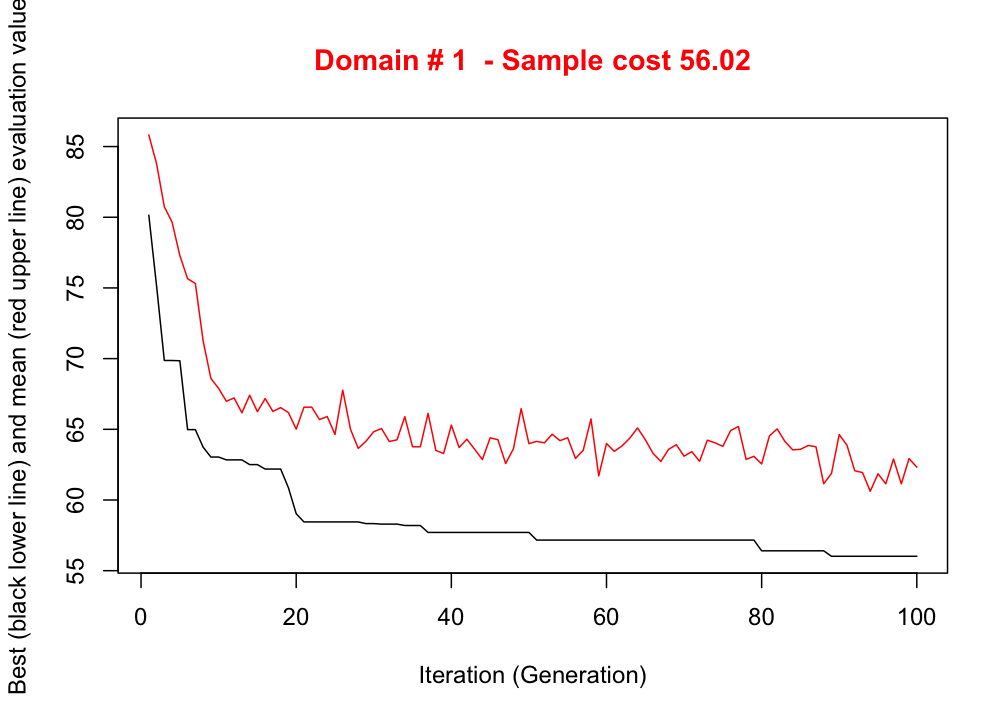 Domain # 1  - Sample cost 56.02
Best (black lower line) and mean (red upper line) evaluation value
85
80
75
70
65
60
55
0 20 40 60 80 100
Iteration (Generation)